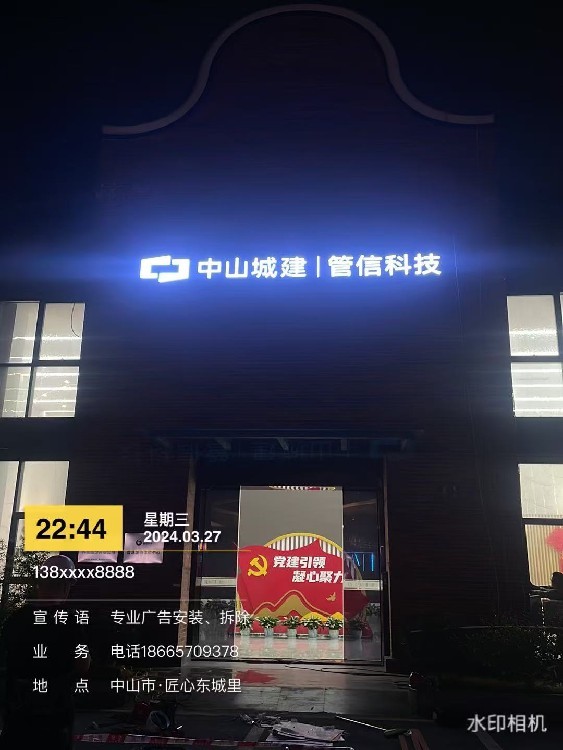 中山城建|管信科技
党建引领
凝心聚力
22:44
星期三
2024.03.27
138xxxx8888
宣传语 专业广告安装、拆除
业务 电话18665709378
地点 中山市·匠心东城里
水印相机